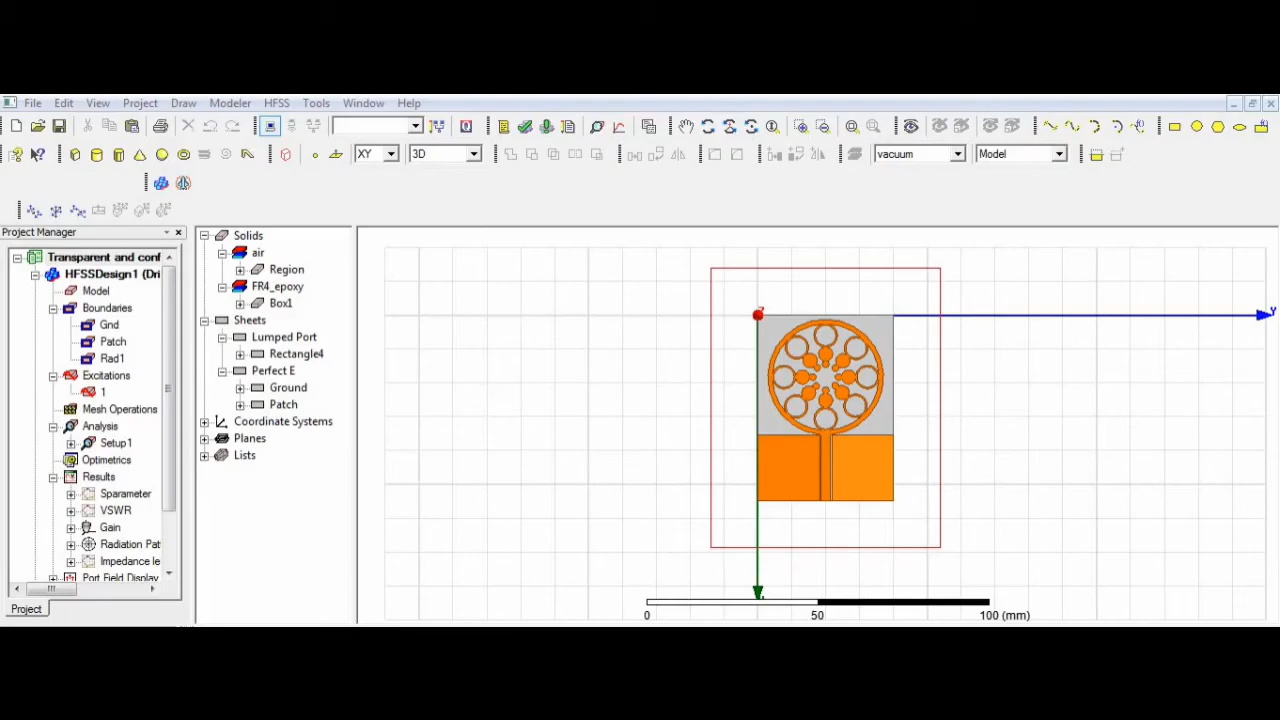 File Edit View Project Draw Modeler HFSS Tools Window Help
XY 3D vacuum Model
Project Manager
Transparent and conf
HFSSDesign1 (Dri
Model
Boundaries
Gnd
Patch
Rad1
Excitations
1
Mesh Operations
Analysis
Setup1
Optimetrics
Results
Sparameter
VSWR
Gain
Radiation Pat
Impedance le
Port Field Display
Project
Solids
air
Region
FR4_epoxy
Box1
Sheets
Lumped Port
Rectangle4
Perfect E
Ground
Patch
Coordinate Systems
Planes
Lists
Z
Y
0 50 100 (mm)